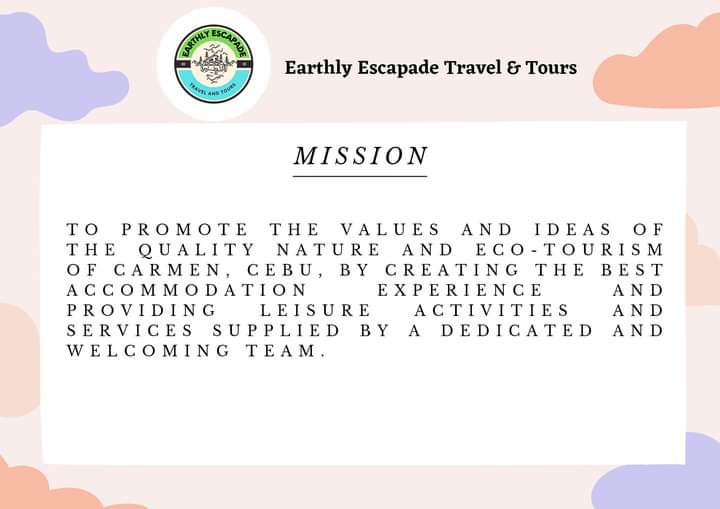 EARTHLY ESCAPADE
TRAVEL AND TOURS
Earthly Escapade Travel & Tours
MISSION
TO PROMOTE THE VALUES AND IDEAS OF
THE QUALITY NATURE AND ECO-TOURISM
OF CARMEN, CEBU, BY CREATING THE BEST
ACCOMMODATION EXPERIENCE AND
PROVIDING LEISURE ACTIVITIES AND
SERVICES SUPPLIED BY A DEDICATED AND
WELCOMING TEAM.